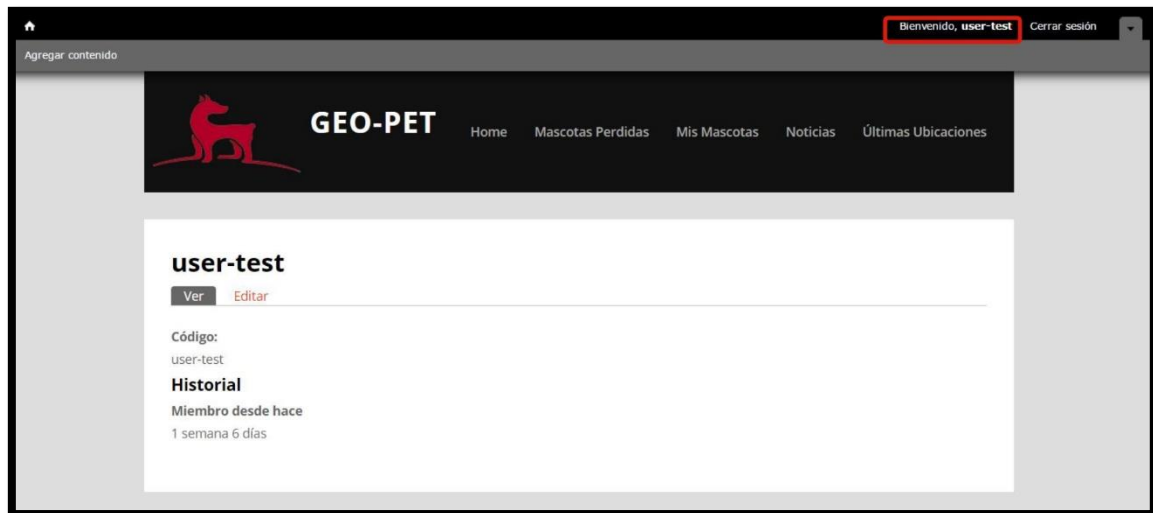 Bienvenido, user-test Cerrar sesión
Agregar contenido
GEO-PET Home Mascotas Perdidas Mis Mascotas Noticias Últimas Ubicaciones
user-test
Ver Editar
Código:
user-test
Historial
Miembro desde hace
1 semana 6 días